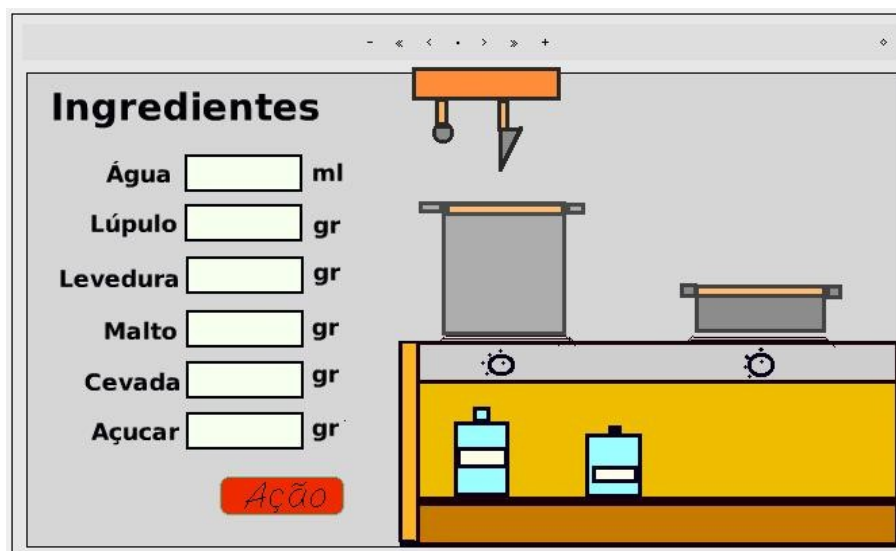 - « < · > » +
Ingredientes
Água ml
Lúpulo gr
Levedura gr
Malto gr
Cevada gr
Açucar gr
Ação